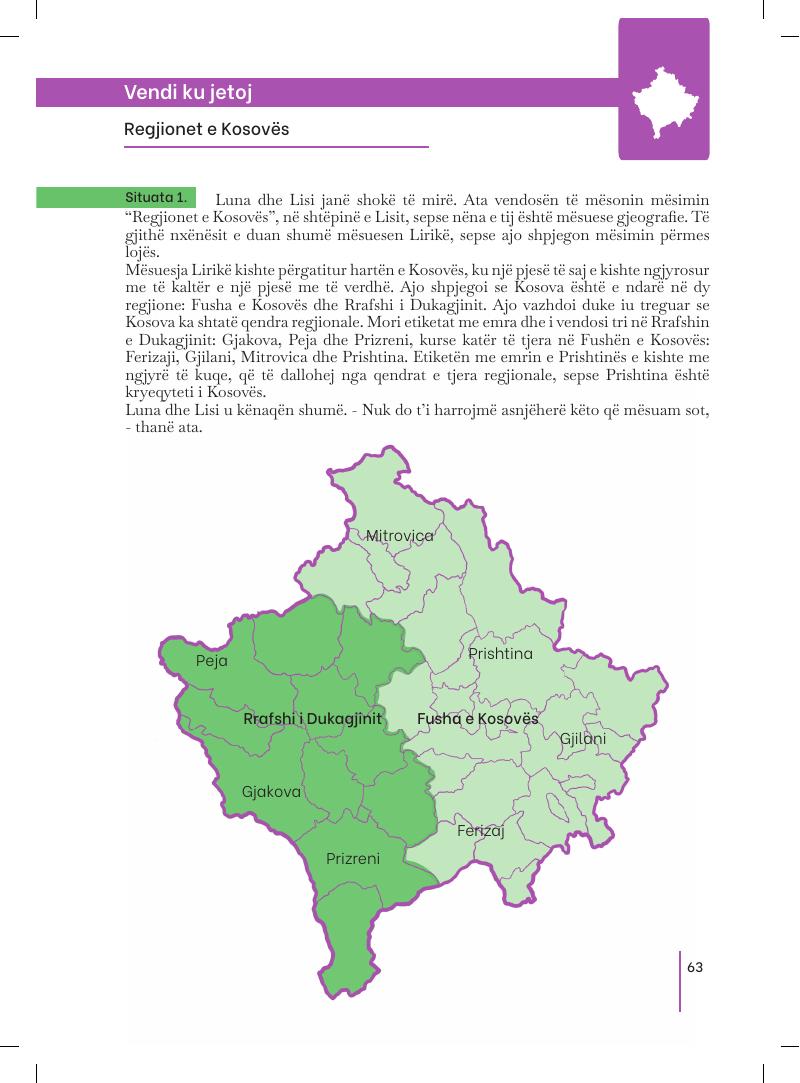 Vendi ku jetoj
Regjionet e Kosovës
Situata 1. Luna dhe Lisi janë shokë të mirë. Ata vendosën të mësonin mësimin
“Regjionet e Kosovës”, në shtëpinë e Lisit, sepse nëna e tij është mësuese gjeografie. Të
gjithë nxënësit e duan shumë mësuesen Lirikë, sepse ajo shpjegon mësimin përmes
lojës.
Mësuesja Lirikë kishte përgatitur hartën e Kosovës, ku një pjesë të saj e kishte ngjyrosur
me të kaltër e një pjesë me të verdhë. Ajo shpjegoi se Kosova është e ndarë në dy
regjione: Fusha e Kosovës dhe Rrafshi i Dukagjinit. Ajo vazhdoi duke iu treguar se
Kosova ka shtatë qendra regjionale. Mori etiketat me emra dhe i vendosi tri në Rrafshin
e Dukagjinit: Gjakova, Peja dhe Prizreni, kurse katër të tjera në Fushën e Kosovës:
Ferizaji, Gjilani, Mitrovica dhe Prishtina. Etiketën me emrin e Prishtinës e kishte me
ngjyrë të kuqe, që të dallohej nga qendrat e tjera regjionale, sepse Prishtina është
kryeqyteti i Kosovës.
Luna dhe Lisi u kënaqën shumë. - Nuk do t’i harrojmë asnjëherë këto që mësuam sot,
- thanë ata.
Mitrovica
Prishtina
Peja
Rrafshi i Dukagjinit
Fusha e Kosovës
Gjilani
Gjakova
Ferizaj
Prizreni
63